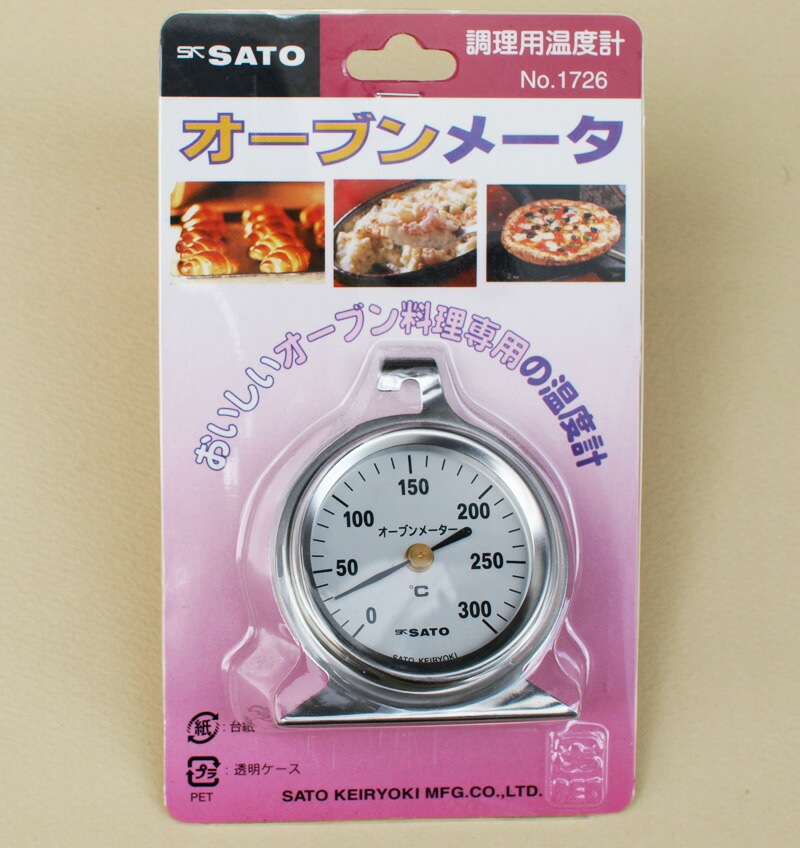 SK SATO
調理用温度計
No.1726
オーブンメータ
おいしいオーブン料理専用の温度計
150
100
200
オーブンメーター
50
250
°C
0
300
SK SATO
SATO KEIRYOKI
紙:台紙
プラ:透明ケース
PET
SATO KEIRYOKI MFG.CO.,LTD.